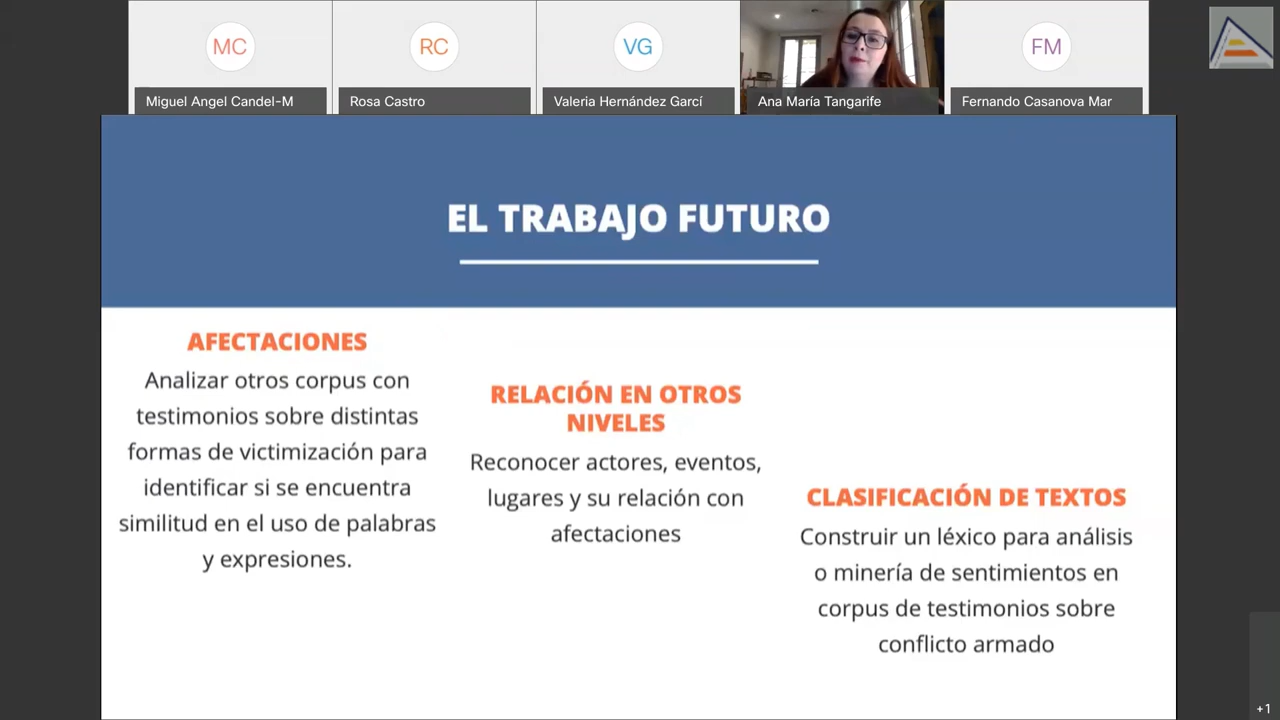 MC
RC
VG
FM
Miguel Angel Candel-M
Rosa Castro
Valeria Hernández Garcí
Ana María Tangarife
Fernando Casanova Mar
EL TRABAJO FUTURO
AFECTACIONES
Analizar otros corpus con
testimonios sobre distintas
formas de victimización para
identificar si se encuentra
similitud en el uso de palabras
y expresiones.
RELACIÓN EN OTROS
NIVELES
Reconocer actores, eventos,
lugares y su relación con
afectaciones
CLASIFICACIÓN DE TEXTOS
Construir un léxico para análisis
o minería de sentimientos en
corpus de testimonios sobre
conflicto armado
+1